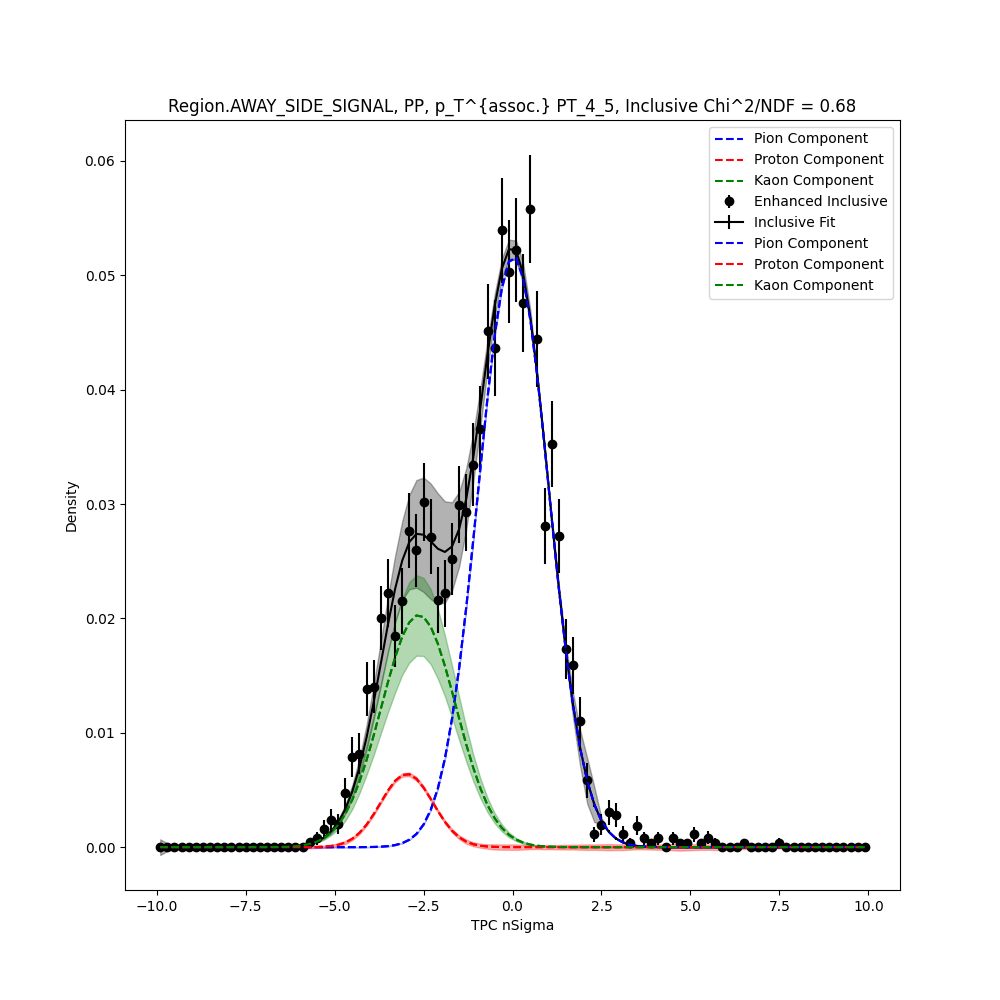 Region.AWAY_SIDE_SIGNAL, PP, p_T^{assoc.} PT_4_5, Inclusive Chi^2/NDF = 0.68
Pion Component
Proton Component
Kaon Component
Enhanced Inclusive
Inclusive Fit
Pion Component
Proton Component
Kaon Component
0.06
0.05
0.04
0.03
0.02
0.01
0.00
Density
−10.0 −7.5 −5.0 −2.5 0.0 2.5 5.0 7.5 10.0
TPC nSigma